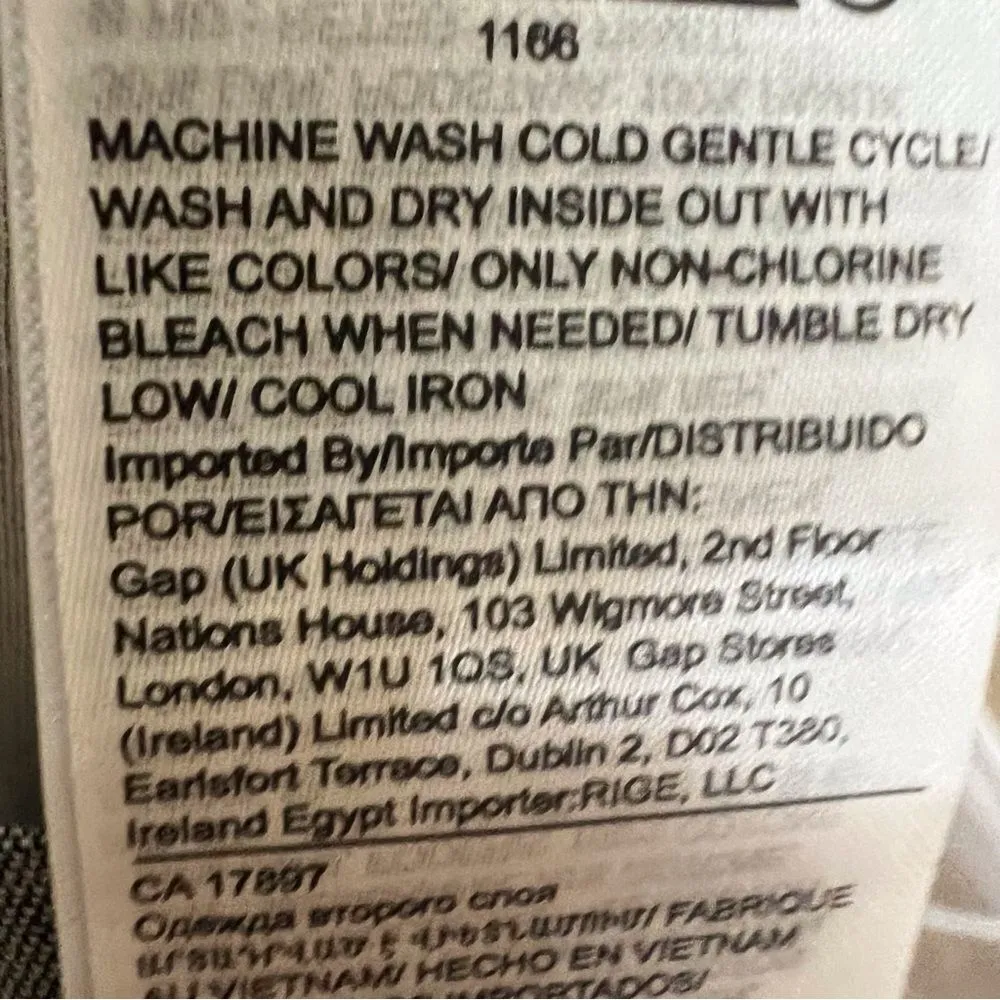 1166
MACHINE WASH COLD GENTLE CYCLE/
WASH AND DRY INSIDE OUT WITH
LIKE COLORS/ ONLY NON-CHLORINE
BLEACH WHEN NEEDED/ TUMBLE DRY
LOW/ COOL IRON
Imported By/Importe Par/DISTRIBUIDO
POR/ΕΙΣΑΓΕΤΑΙ ΑΠΟ ΤΗΝ:
Gap (UK Holdings) Limited, 2nd Floor
Nations House, 103 Wigmore Street,
London, W1U 1QS, UK Gap Stores
(Ireland) Limited c/o Arthur Cox, 10
Earlsfort Terrace, Dublin 2, D02 T380,
Ireland Egypt Importer:RIGE, LLC
CA 17897
Одежда второго слоя
FABRIQUE
AU VIETNAM/ HECHO EN VIETNAM